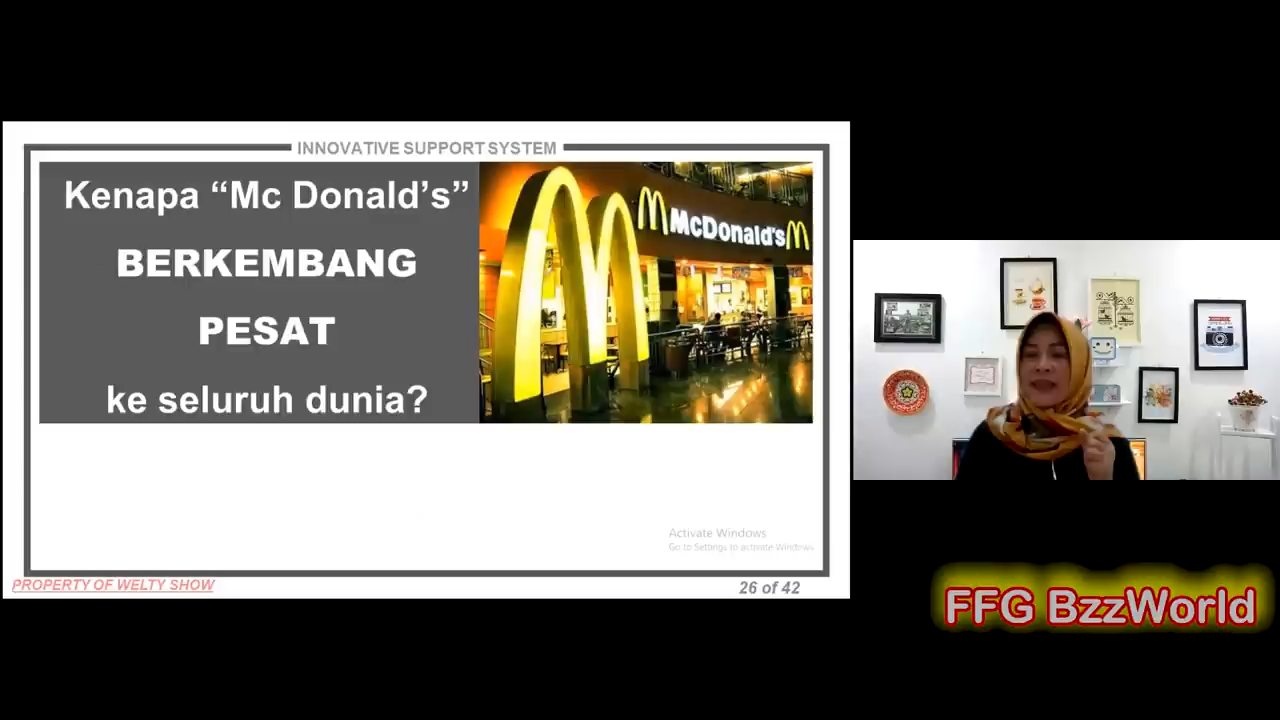 INNOVATIVE SUPPORT SYSTEM
Kenapa “Mc Donald’s”
BERKEMBANG
PESAT
ke seluruh dunia?
McDonald's
Activate Windows
Go to Settings to activate Windows
PROPERTY OF WELTY SHOW
26 of 42
FFG BzzWorld